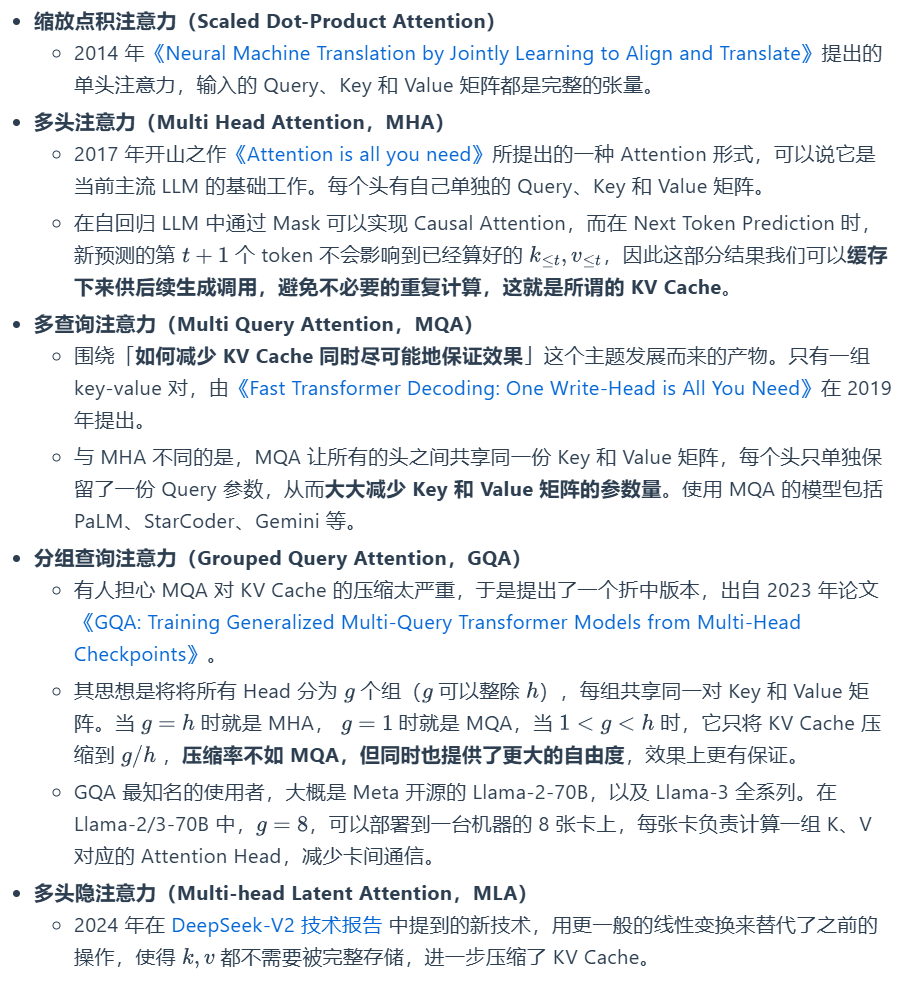 • 缩放点积注意力（Scaled Dot-Product Attention）
◦ 2014 年《Neural Machine Translation by Jointly Learning to Align and Translate》提出的
单头注意力，输入的 Query、Key 和 Value 矩阵都是完整的张量。
• 多头注意力（Multi Head Attention，MHA）
◦ 2017 年开山之作《Attention is all you need》所提出的一种 Attention 形式，可以说它是
当前主流 LLM 的基础工作。每个头有自己单独的 Query、Key 和 Value 矩阵。
◦ 在自回归 LLM 中通过 Mask 可以实现 Causal Attention，而在 Next Token Prediction 时，
新预测的第 t + 1 个 token 不会影响到已经算好的 k≤t, v≤t，因此这部分结果我们可以缓存
下来供后续生成调用，避免不必要的重复计算，这就是所谓的 KV Cache。
• 多查询注意力（Multi Query Attention，MQA）
◦ 围绕「如何减少 KV Cache 同时尽可能地保证效果」这个主题发展而来的产物。只有一组
key-value 对，由《Fast Transformer Decoding: One Write-Head is All You Need》在 2019
年提出。
◦ 与 MHA 不同的是，MQA 让所有的头之间共享同一份 Key 和 Value 矩阵，每个头只单独保
留了一份 Query 参数，从而大大减少 Key 和 Value 矩阵的参数量。使用 MQA 的模型包括
PaLM、StarCoder、Gemini 等。
• 分组查询注意力（Grouped Query Attention，GQA）
◦ 有人担心 MQA 对 KV Cache 的压缩太严重，于是提出了一个折中版本，出自 2023 年论文
《GQA: Training Generalized Multi-Query Transformer Models from Multi-Head
Checkpoints》。
◦ 其思想是将将所有 Head 分为 g 个组（g 可以整除 h），每组共享同一对 Key 和 Value 矩
阵。当 g = h 时就是 MHA， g = 1 时就是 MQA，当 1 < g < h 时，它只将 KV Cache 压
缩到 g/h ，压缩率不如 MQA，但同时也提供了更大的自由度，效果上更有保证。
◦ GQA 最知名的使用者，大概是 Meta 开源的 Llama-2-70B，以及 Llama-3 全系列。在
Llama-2/3-70B 中，g = 8，可以部署到一台机器的 8 张卡上，每张卡负责计算一组 K、V
对应的 Attention Head，减少卡间通信。
• 多头隐注意力（Multi-head Latent Attention，MLA）
◦ 2024 年在 DeepSeek-V2 技术报告 中提到的新技术，用更一般的线性变换来替代了之前的
操作，使得 k, v 都不需要被完整存储，进一步压缩了 KV Cache。